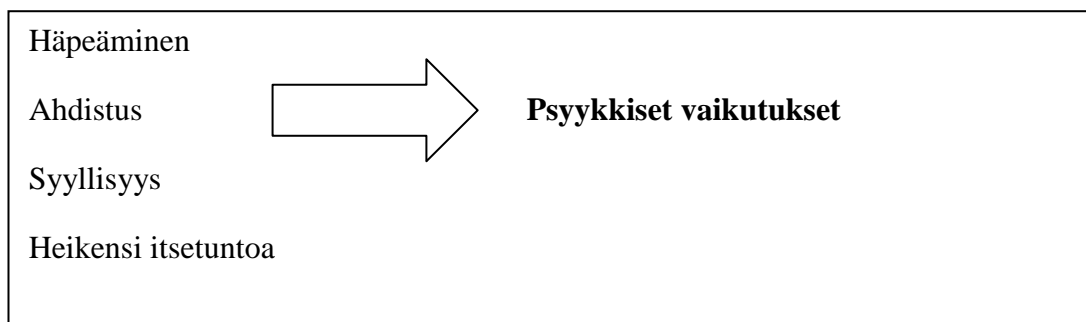 Häpeäminen
Ahdistus
Psyykkiset vaikutukset
Syyllisyys
Heikensi itsetuntoa